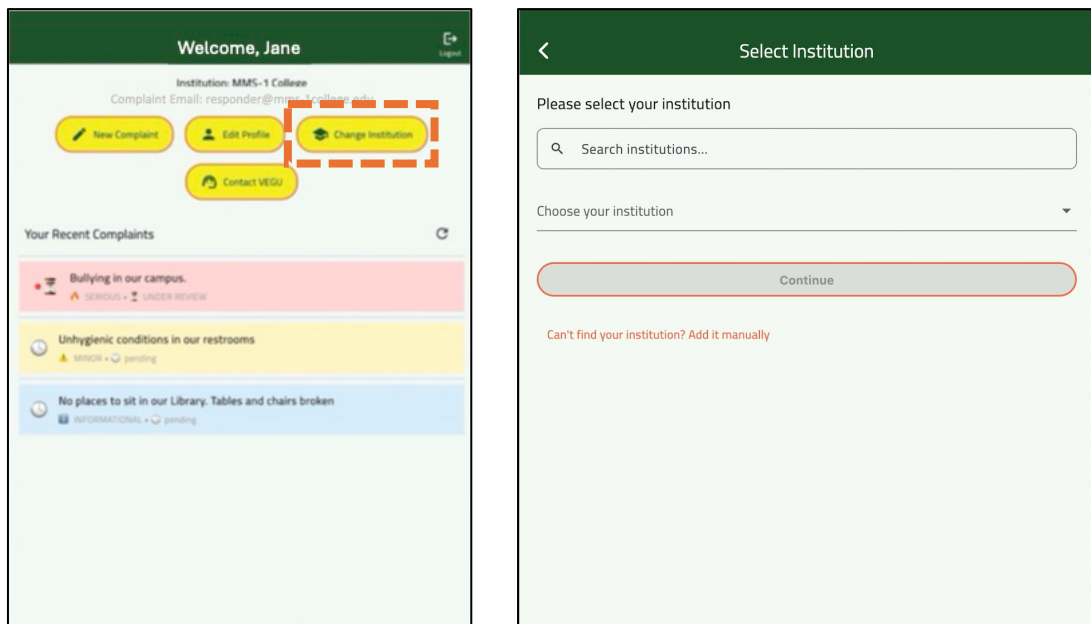 Welcome, Jane
Logout
Institution: MMS-1 College
Complaint Email: responder@mmr-1college.edu
New Complaint
Edit Profile
Change Institution
Contact VEGU
Your Recent Complaints
Bullying in our campus.
SERIOUS • UNDER REVIEW
Unhygienic conditions in our restrooms
MINOR • pending
No places to sit in our Library. Tables and chairs broken
INFORMATIONAL • pending
Select Institution
Please select your institution
Search institutions...
Choose your institution
Continue
Can't find your institution? Add it manually